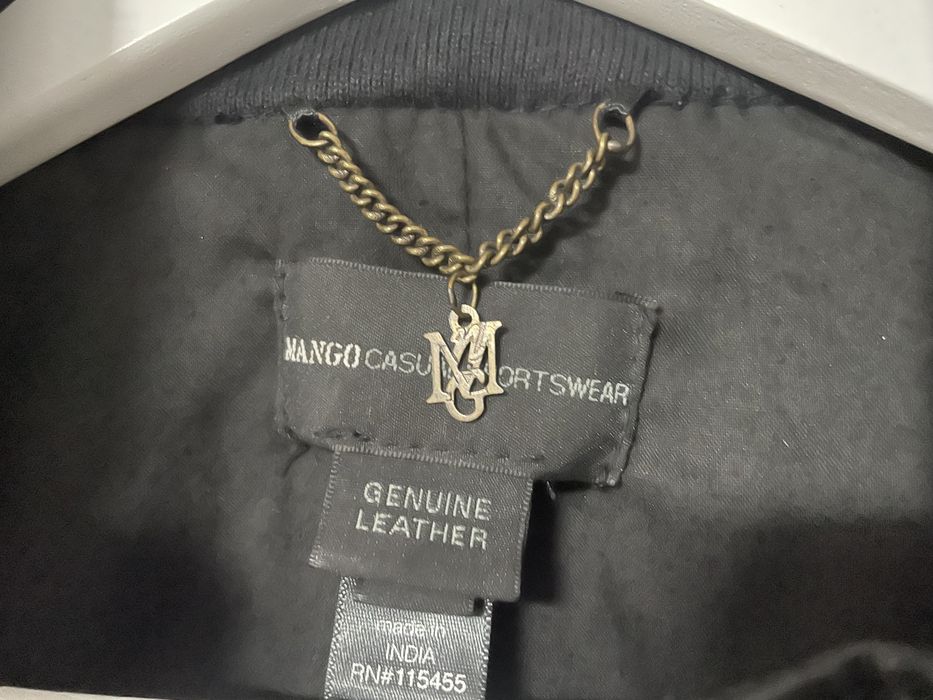 MANGO CASU ORTSWEAR
GENUINE
LEATHER
made in
INDIA
RN#115455